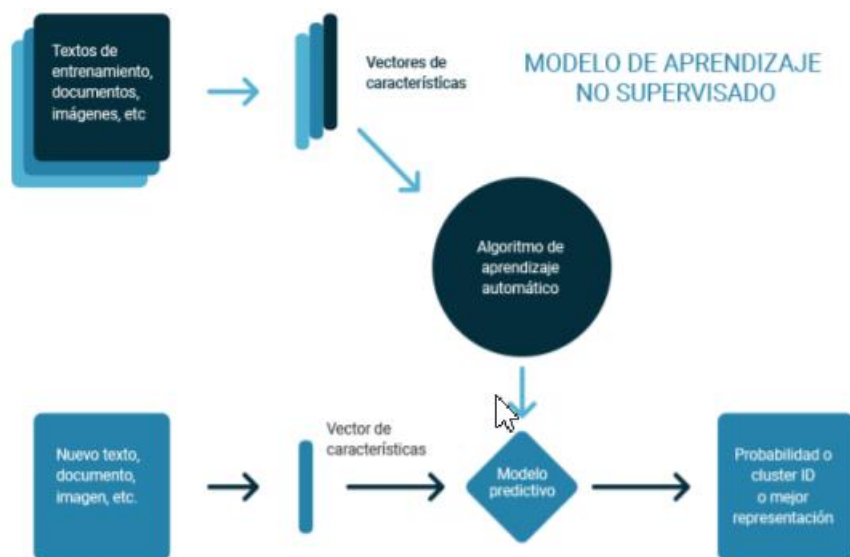 Textos de
entrenamiento,
documentos,
imágenes, etc
Vectores de
características
MODELO DE APRENDIZAJE
NO SUPERVISADO
Algoritmo de
aprendizaje
automático
Nuevo texto,
documento,
imagen, etc.
Vector de
características
Modelo
predictivo
Probabilidad o
cluster ID
o mejor
representación